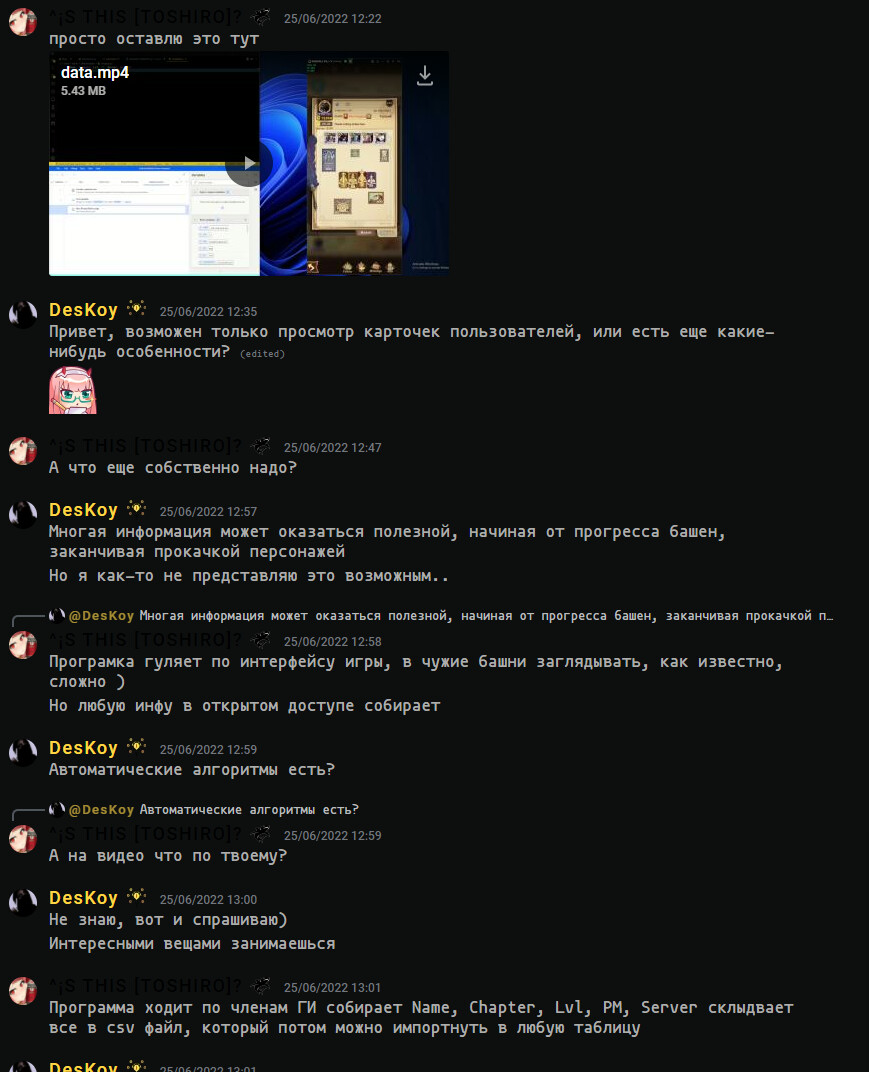 ^¡S THIS [TOSHIRO]? 25/06/2022 12:22
просто оставлю это тут
data.mp4
5.43 MB
DesKoy 25/06/2022 12:35
Привет, возможен только просмотр карточек пользователей, или есть еще какие-
нибудь особенности? (edited)
^¡S THIS [TOSHIRO]? 25/06/2022 12:47
А что еще собственно надо?
DesKoy 25/06/2022 12:57
Многая информация может оказаться полезной, начиная от прогресса башен,
заканчивая прокачкой персонажей
Но я как-то не представляю это возможным..
@DesKoy Многая информация может оказаться полезной, начиная от прогресса башен, заканчивая прокачкой п…
^¡S THIS [TOSHIRO]? 25/06/2022 12:58
Програмка гуляет по интерфейсу игры, в чужие башни заглядывать, как известно,
сложно )
Но любую инфу в открытом доступе собирает
DesKoy 25/06/2022 12:59
Автоматические алгоритмы есть?
@DesKoy Автоматические алгоритмы есть?
^¡S THIS [TOSHIRO]? 25/06/2022 12:59
А на видео что по твоему?
DesKoy 25/06/2022 13:00
Не знаю, вот и спрашиваю)
Интересными вещами занимаешься
^¡S THIS [TOSHIRO]? 25/06/2022 13:01
Программа ходит по членам ГИ собирает Name, Chapter, Lvl, PM, Server склыдвает
все в csv файл, который потом можно импортнуть в любую таблицу
DesKoy 25/06/2022 13:01